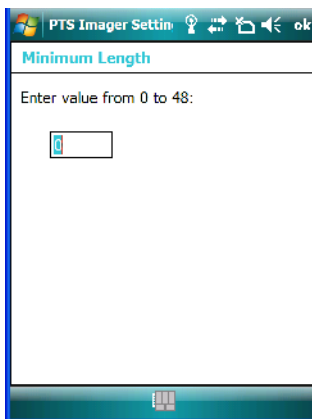 PTS Imager Settin ok
Minimum Length
Enter value from 0 to 48:
0